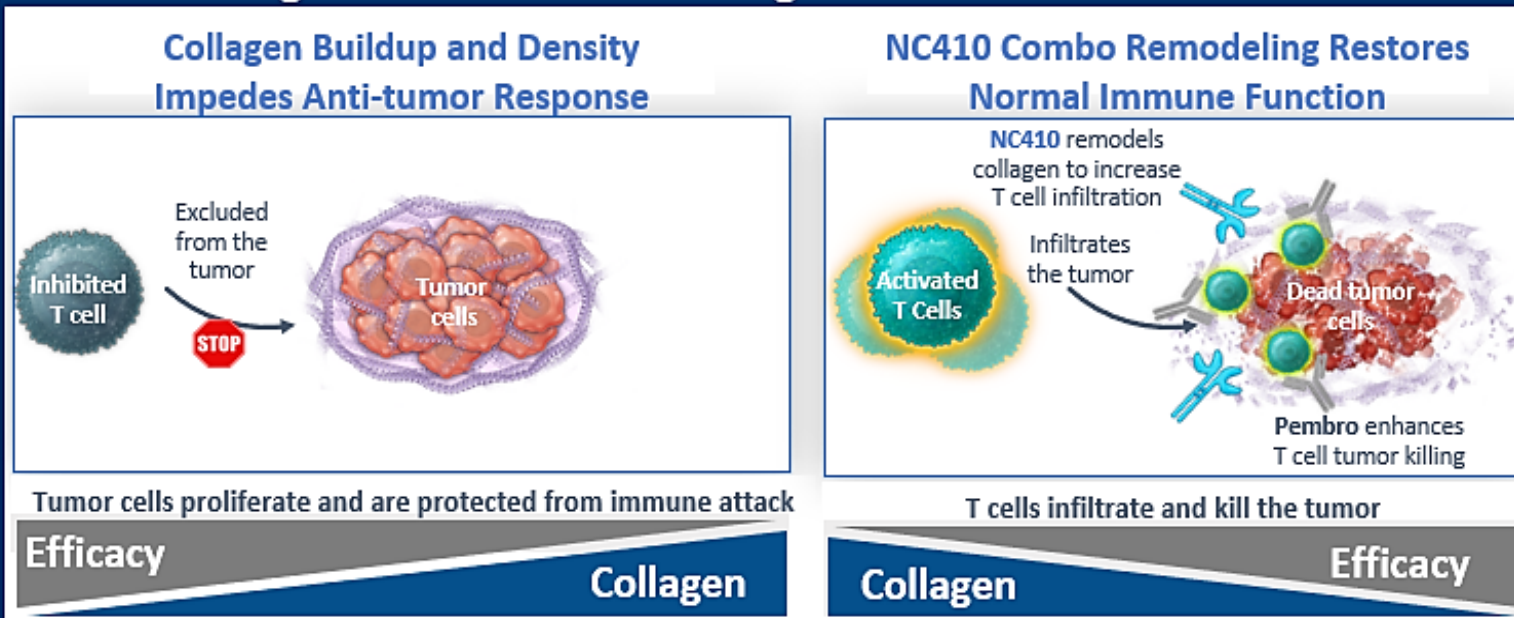 Collagen Buildup and Density
Impedes Anti-tumor Response
Inhibited
T cell
Excluded
from the
tumor
STOP
Tumor
cells
Tumor cells proliferate and are protected from immune attack
Efficacy
Collagen
NC410 Combo Remodeling Restores
Normal Immune Function
NC410 remodels
collagen to increase
T cell infiltration
Activated
T Cells
Infiltrates
the tumor
Dead tumor
cells
Pembro enhances
T cell tumor killing
T cells infiltrate and kill the tumor
Collagen
Efficacy